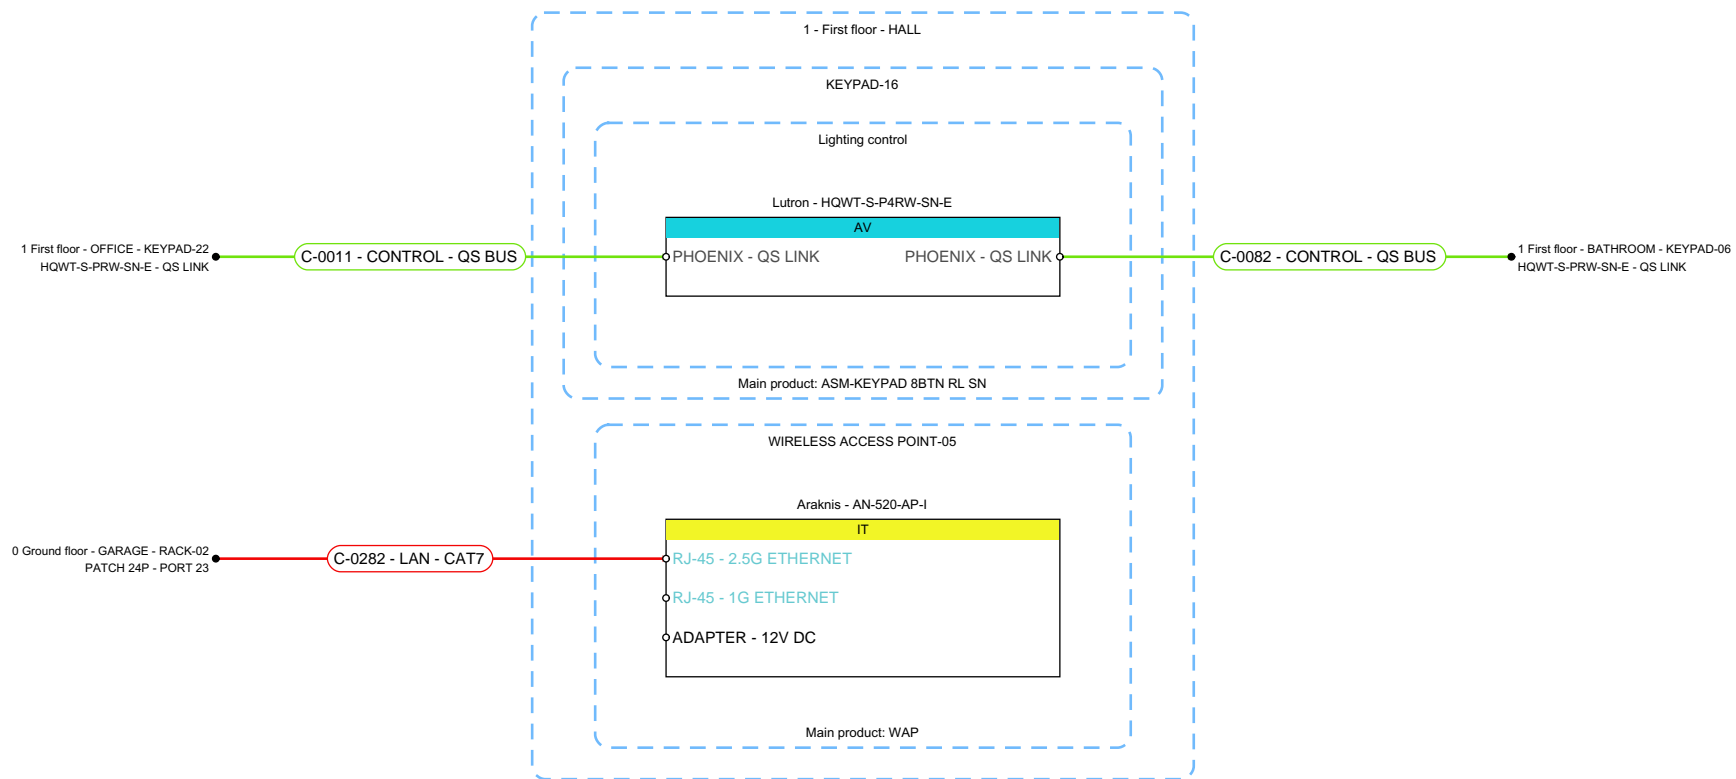 1 - First floor - HALL
KEYPAD-16
Lighting control
Lutron - HQWT-S-P4RW-SN-E
AV
1 First floor - OFFICE - KEYPAD-22
HQWT-S-PRW-SN-E - QS LINK
C-0011 - CONTROL - QS BUS
PHOENIX - QS LINK
PHOENIX - QS LINK
C-0082 - CONTROL - QS BUS
1 First floor - BATHROOM - KEYPAD-06
HQWT-S-PRW-SN-E - QS LINK
Main product: ASM-KEYPAD 8BTN RL SN
WIRELESS ACCESS POINT-05
Araknis - AN-520-AP-I
IT
0 Ground floor - GARAGE - RACK-02
PATCH 24P - PORT 23
C-0282 - LAN - CAT7
RJ-45 - 2.5G ETHERNET
RJ-45 - 1G ETHERNET
ADAPTER - 12V DC
Main product: WAP